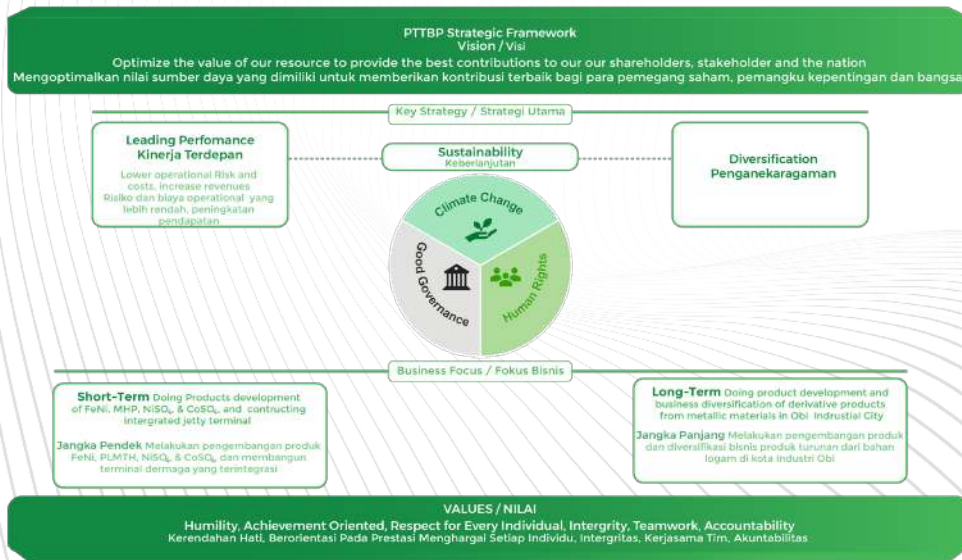 PTTBP Strategic Framework
Vision / Visi
Optimize the value of our resource to provide the best contributions to our our shareholders, stakeholder and the nation
Mengoptimalkan nilai sumber daya yang dimiliki untuk memberikan kontribusi terbaik bagi para pemegang saham, pemangku kepentingan dan bangsa
Key Strategy / Strategi Utama
Leading Perfomance
Kinerja Terdepan
Lower operational Risk and
costs, increase revenues
Risiko dan biaya operational yang
lebih rendah, peningkatan
pendapatan
Sustainability
Keberlanjutan
Diversification
Penganekaragaman
Climate Change
Good Governance
Human Rights
Business Focus / Fokus Bisnis
Short-Term Doing Products development
of FeNi, MHP, NiSO₄, & CoSO₄, and contructing
intergrated jetty terminal
Jangka Pendek Melakukan pengembangan produk
FeNi, PLMTH, NiSO₄, & CoSO₄, dan membangun
terminal dermaga yang terintegrasi
Long-Term Doing product development and
business diversification of derivative products
from metallic materials in Obi Indrustial City
Jangka Panjang Melakukan pengembangan produk
dan diversifikasi bisnis produk turunan dari bahan
logam di kota Industri Obi
VALUES / NILAI
Humility, Achievement Oriented, Respect for Every Individual, Intergrity, Teamwork, Accountability
Kerendahan Hati, Berorientasi Pada Prestasi Menghargai Setiap Individu, Intergritas, Kerjasama Tim, Akuntabilitas